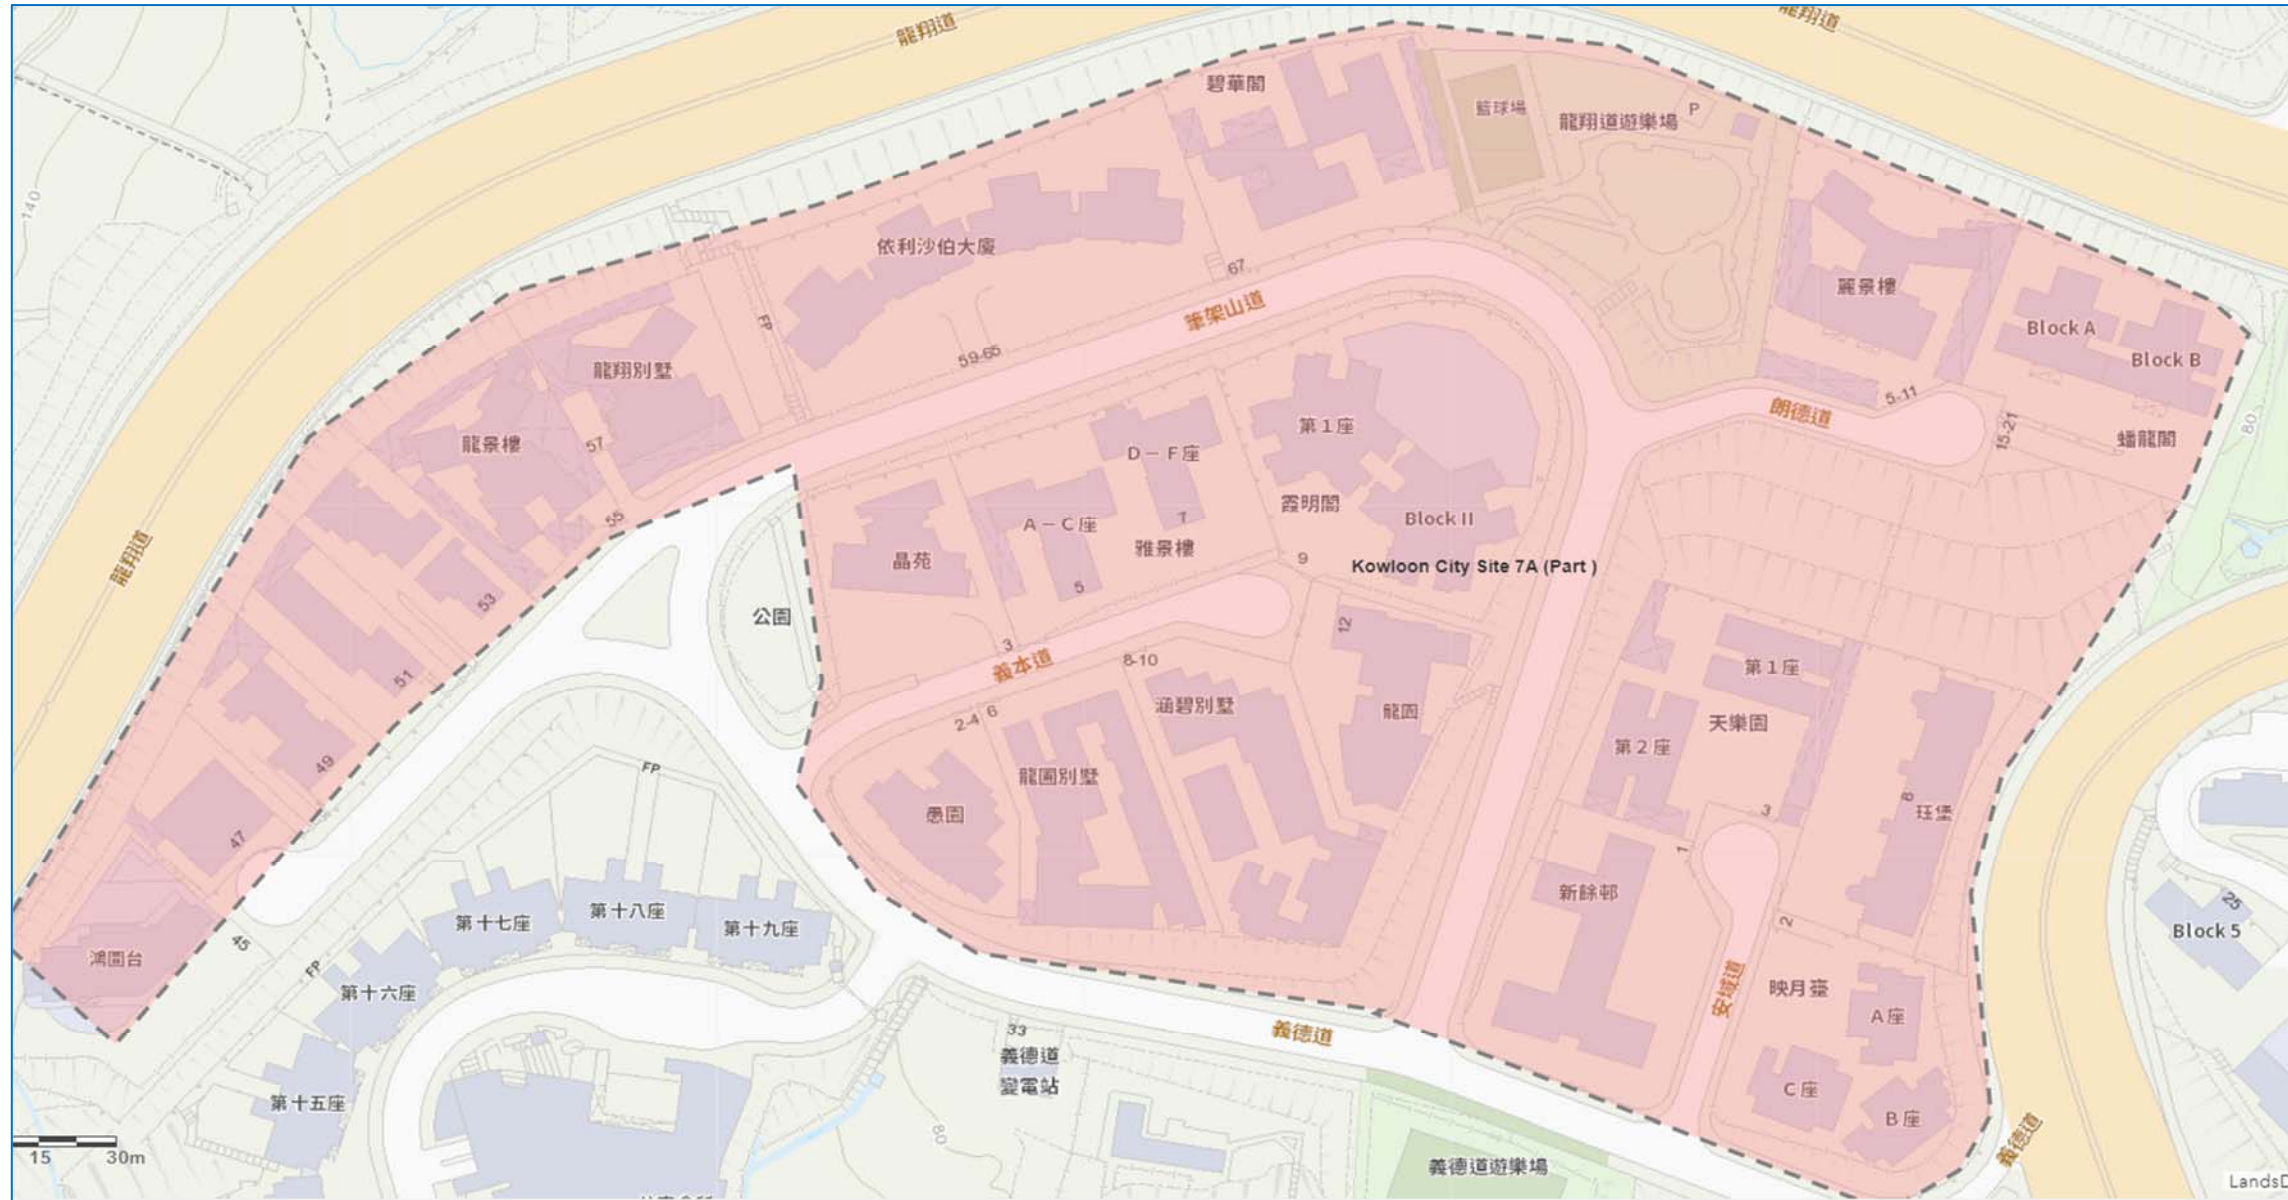 龍翔道
龍翔道
140
碧華閣
籃球場
龍翔道遊樂場
P
依利沙伯大廈
67
筆架山道
麗景樓
Block A
Block B
FP
59-65
龍翔別墅
5-11
朗德道
15-21
蟠龍閣
80
龍景樓
57
第1座
D－F座
55
A－C座
7
霞明閣
Block II
雅景樓
晶苑
9
Kowloon City Site 7A (Part )
龍翔道
53
5
公園
12
3
義本道
8-10
51
第1座
2-4
6
涵碧別墅
龍圃
天樂園
第2座
49
FP
龍圃別墅
愚園
8
珏堡
3
47
1
新餘邨
25
Block 5
第十七座
第十八座
第十九座
2
45
鴻圖台
FP
第十六座
安域道
映月臺
A座
33
義德道
變電站
義德道
C座
第十五座
B座
80
義德道
15
30m
義德道遊樂場
LandsD